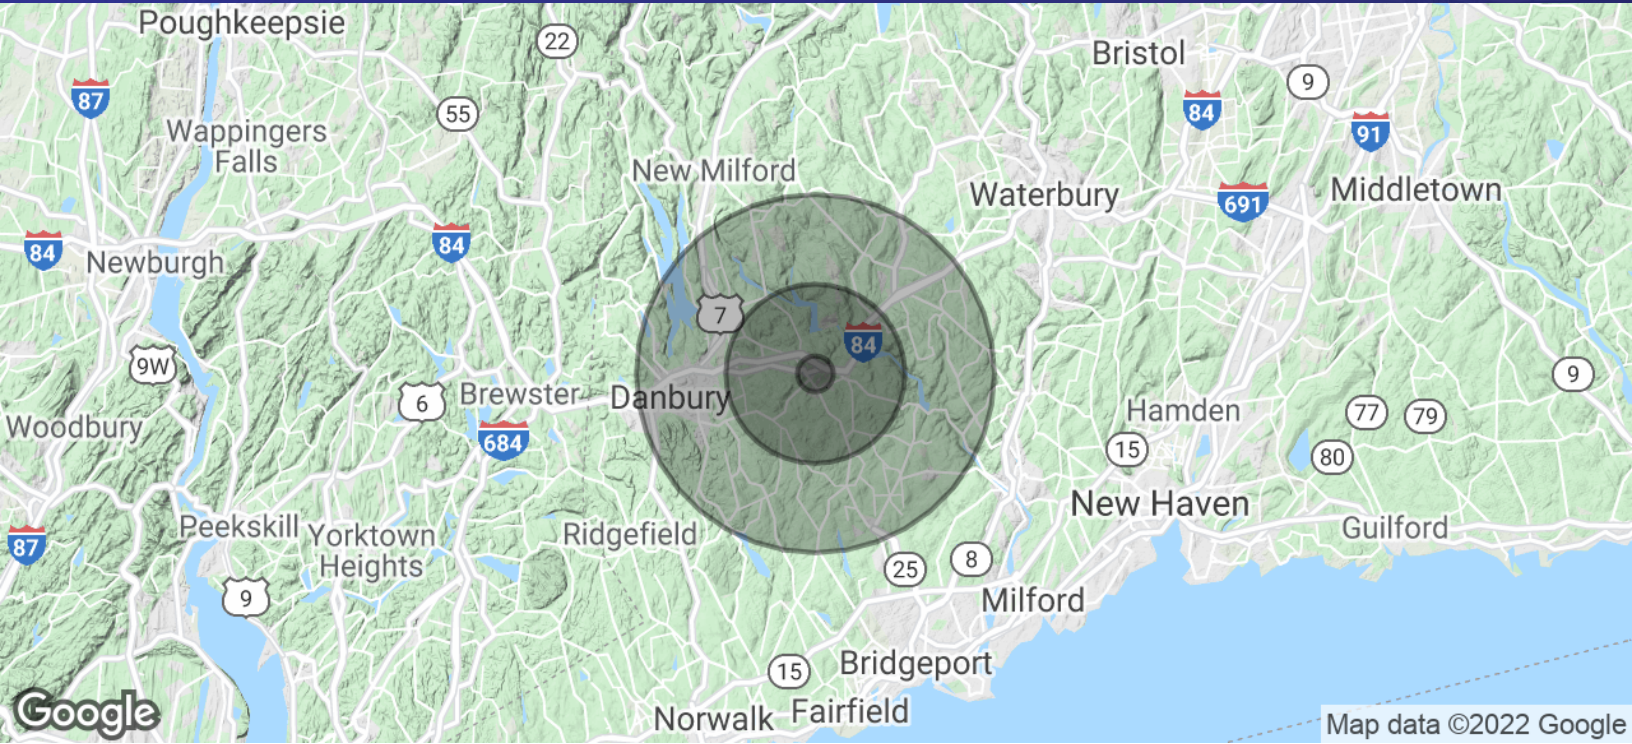 Poughkeepsie
22
Bristol
9
87
84
55
91
Wappingers
Falls
New Milford
Waterbury
691
Middletown
84
84
Newburgh
7
84
9W
6
Brewster
Danbury
9
Hamden
77
79
Woodbury
684
15
80
New Haven
87
Peekskill
Yorktown
Heights
Ridgefield
Guilford
25
8
9
Milford
15
Bridgeport
Norwalk
Fairfield
Google
Map data ©2022 Google